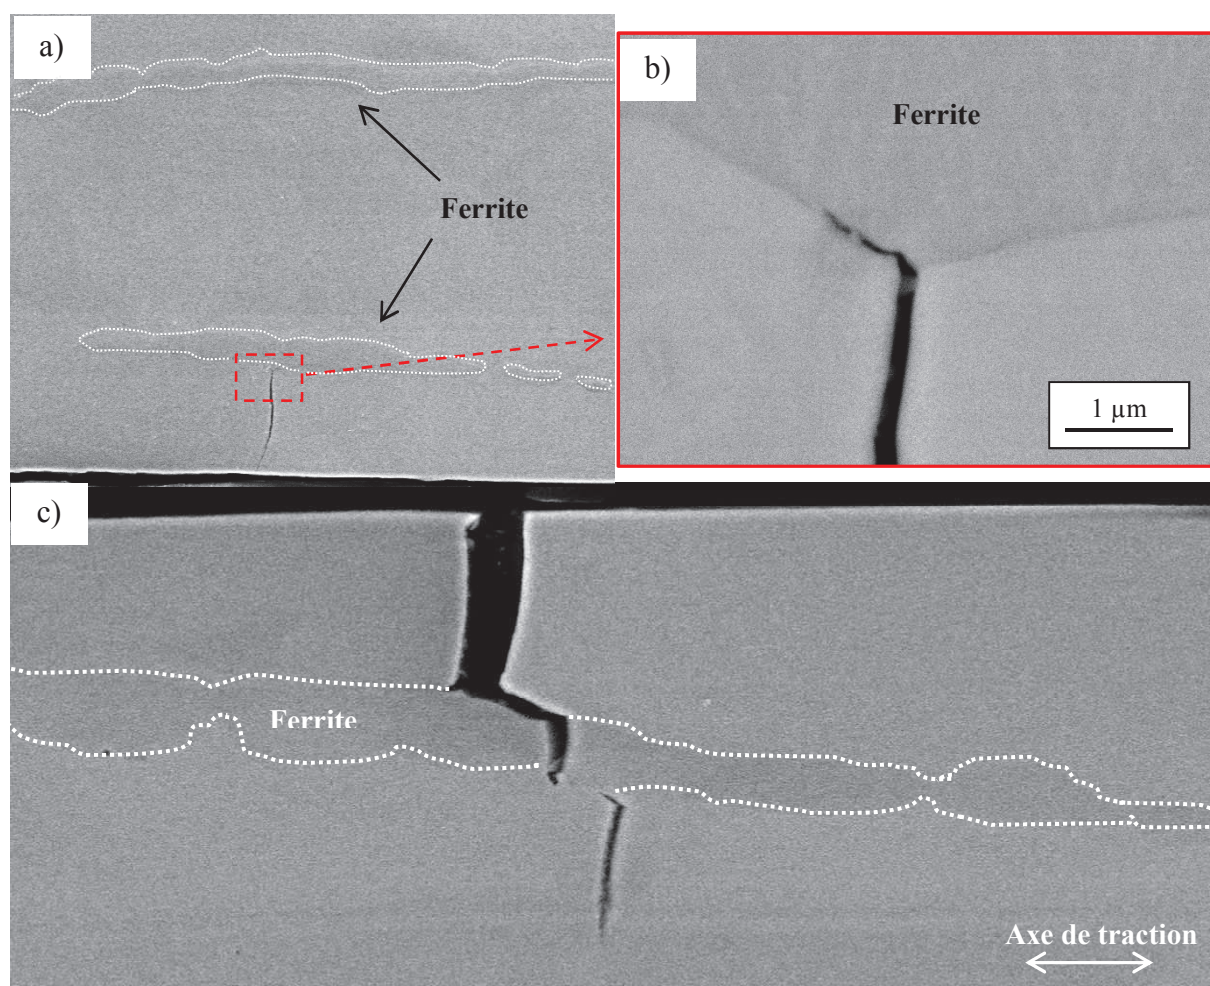 a)
Ferrite
b)
Ferrite
1 µm
c)
Ferrite
Axe de traction